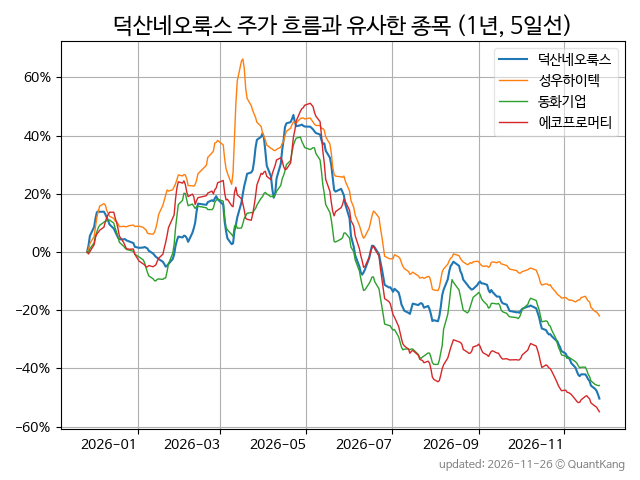 덕산네오룩스 주가 흐름과 유사한 종목 (1년, 5일선)
덕산네오룩스
성우하이텍
동화기업
에코프로머티
60%
40%
20%
0%
−20%
−40%
−60%
2026-01
2026-03
2026-05
2026-07
2026-09
2026-11
updated: 2026-11-26 © QuantKang